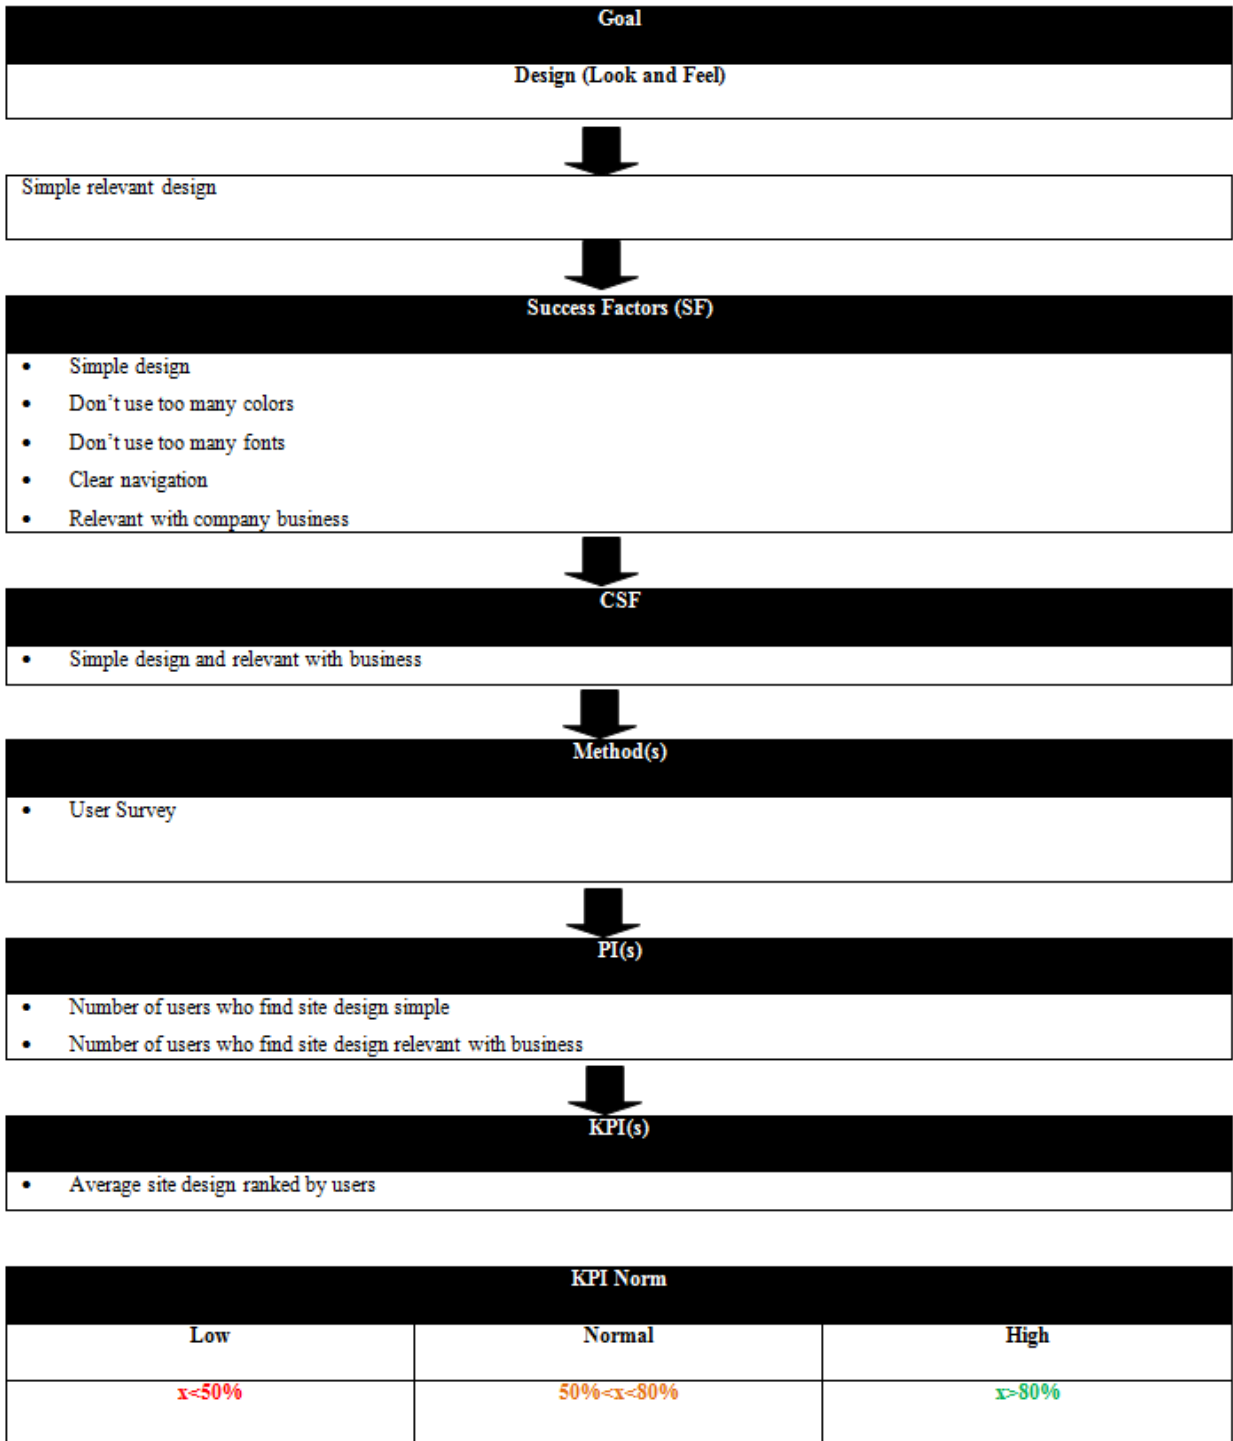 Goal
Design (Look and Feel)
Simple relevant design
Success Factors (SF)
• Simple design
• Don't use too many colors
• Don't use too many fonts
• Clear navigation
• Relevant with company business
CSF
• Simple design and relevant with business
Method(s)
• User Survey
PI(s)
• Number of users who find site design simple
• Number of users who find site design relevant with business
KPI(s)
• Average site design ranked by users
KPI Norm
Low Normal High
x<50% 50%<x<80% x>80%